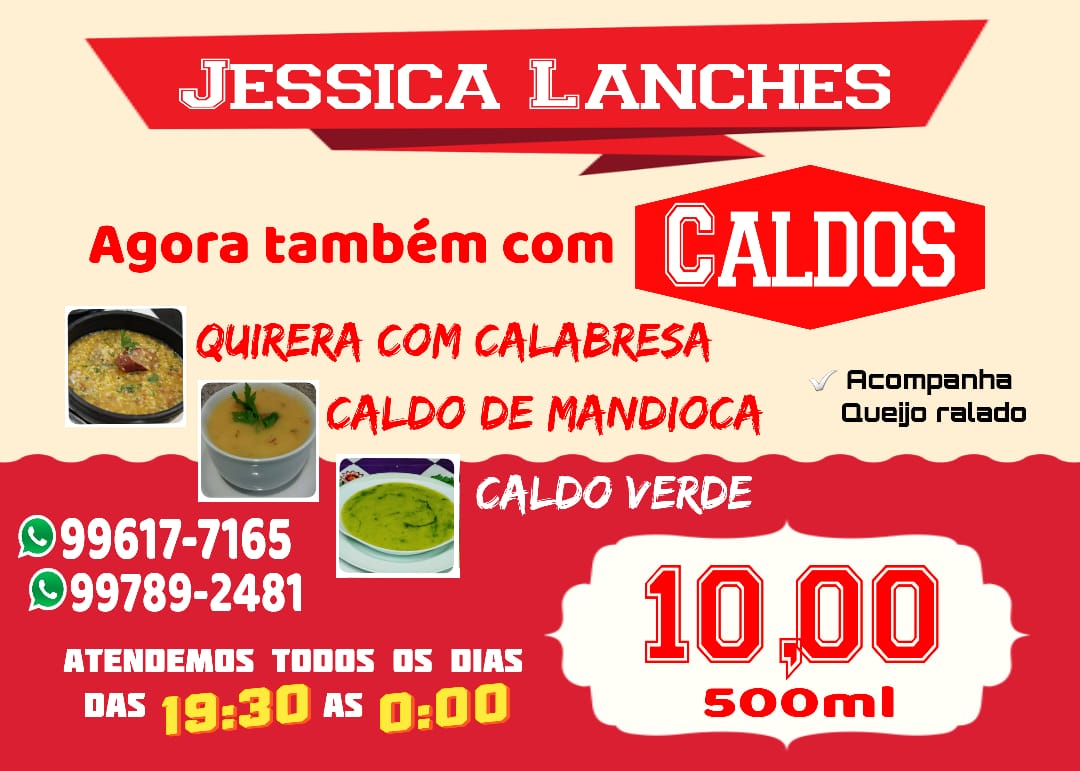 JESSICA LANCHES
Agora também com
CALDOS
QUIRERA COM CALABRESA
CALDO DE MANDIOCA
Acompanha
Queijo ralado
CALDO VERDE
99617-7165
99789-2481
ATENDEMOS TODOS OS DIAS
DAS 19:30 AS 0:00
10,00
500ml